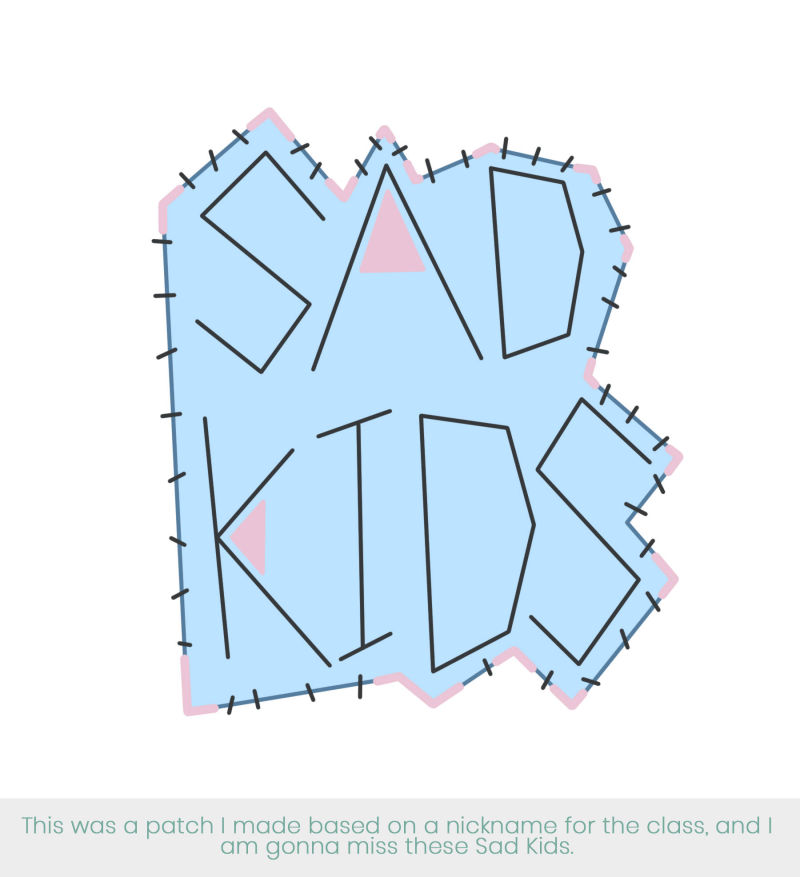 SAD
KIDS
This was a patch I made based on a nickname for the class, and I
am gonna miss these Sad Kids.